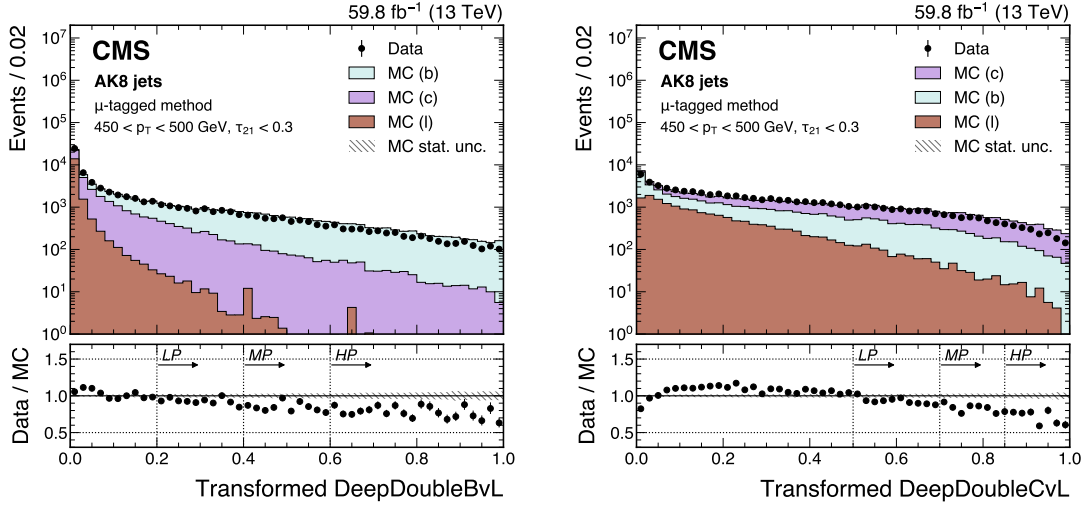 59.8 fb⁻¹ (13 TeV)
Events / 0.02
10⁷
10⁶
10⁵
10⁴
10³
10²
10¹
10⁰
CMS
AK8 jets
μ-tagged method
450 < p_T < 500 GeV, τ₂₁ < 0.3
Data
MC (b)
MC (c)
MC (l)
MC stat. unc.
Data / MC
1.5
1.0
0.5
LP
MP
HP
0.0 0.2 0.4 0.6 0.8 1.0
Transformed DeepDoubleBvL
59.8 fb⁻¹ (13 TeV)
Events / 0.02
10⁷
10⁶
10⁵
10⁴
10³
10²
10¹
10⁰
CMS
AK8 jets
μ-tagged method
450 < p_T < 500 GeV, τ₂₁ < 0.3
Data
MC (c)
MC (b)
MC (l)
MC stat. unc.
Data / MC
1.5
1.0
0.5
LP
MP
HP
0.0 0.2 0.4 0.6 0.8 1.0
Transformed DeepDoubleCvL